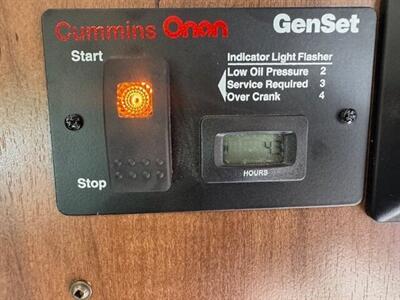 Cummins Onan GenSet
Start
Indicator Light Flasher
Low Oil Pressure 2
Service Required 3
Over Crank 4
Stop
HOURS